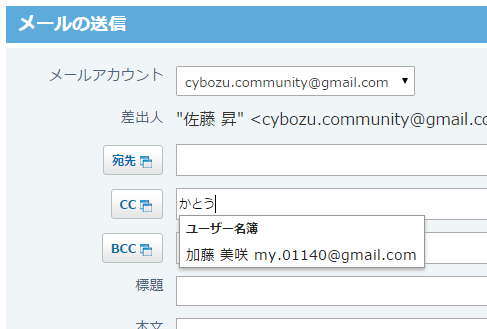 メールの送信
メールアカウント cybozu.community@gmail.com
差出人 "佐藤 昇" <cybozu.community@gmail.co
宛先
CC かとう
ユーザー名簿
加藤 美咲 my.01140@gmail.com
BCC
標題
本文